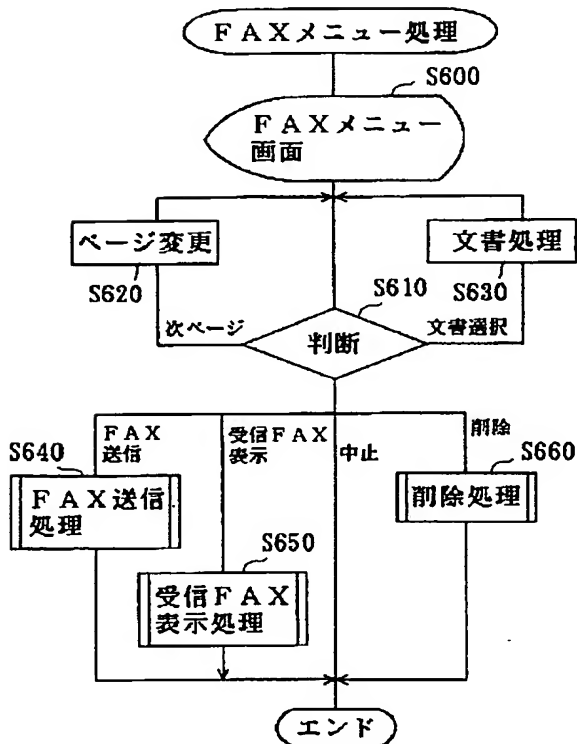 FAXメニュー処理
S600
FAXメニュー
画面
ページ変更
文書処理
S620
S610
S630
次ページ
判断
文書選択
FAX
送信
受信FAX
表示
中止
削除
S640
S660
FAX送信
処理
削除処理
S650
受信FAX
表示処理
エンド